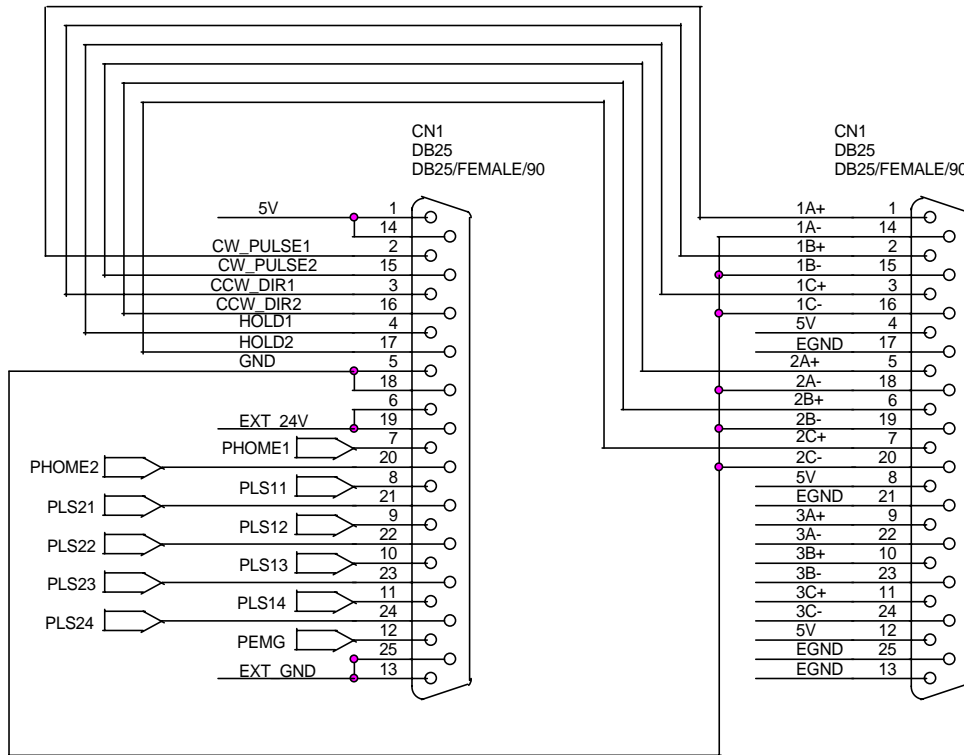 CN1
DB25
DB25/FEMALE/90
5V 1
14
CW_PULSE1 2
CW_PULSE2 15
CCW_DIR1 3
CCW_DIR2 16
HOLD1 4
HOLD2 17
GND 5
18
6
EXT_24V 19
PHOME1 7
PHOME2 20
PLS11 8
PLS21 21
PLS12 9
PLS22 22
PLS13 10
PLS23 23
PLS14 11
PLS24 24
PEMG 12
25
EXT_GND 13
CN1
DB25
DB25/FEMALE/90
1A+ 1
1A- 14
1B+ 2
1B- 15
1C+ 3
1C- 16
5V 4
EGND 17
2A+ 5
2A- 18
2B+ 6
2B- 19
2C+ 7
2C- 20
5V 8
EGND 21
3A+ 9
3A- 22
3B+ 10
3B- 23
3C+ 11
3C- 24
5V 12
EGND 25
EGND 13